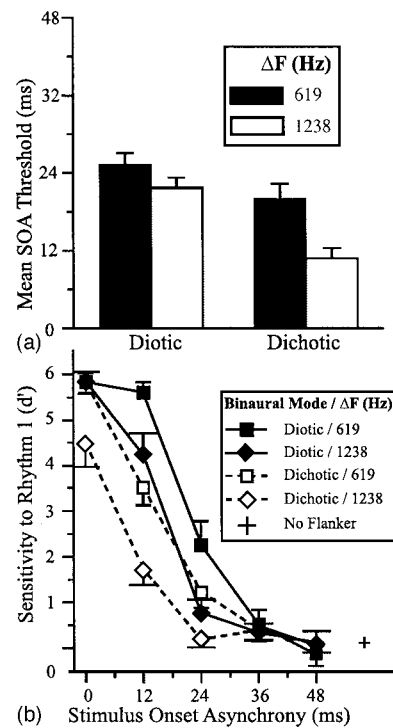 48
36
24
12
0
Mean SOA Threshold (ms)
ΔF (Hz)
619
1238
Diotic
Dichotic
(a)
6
5
4
3
2
1
0
Sensitivity to Rhythm 1 (d')
Binaural Mode / ΔF (Hz)
Diotic / 619
Diotic / 1238
Dichotic / 619
Dichotic / 1238
No Flanker
0 12 24 36 48
(b)
Stimulus Onset Asynchrony (ms)